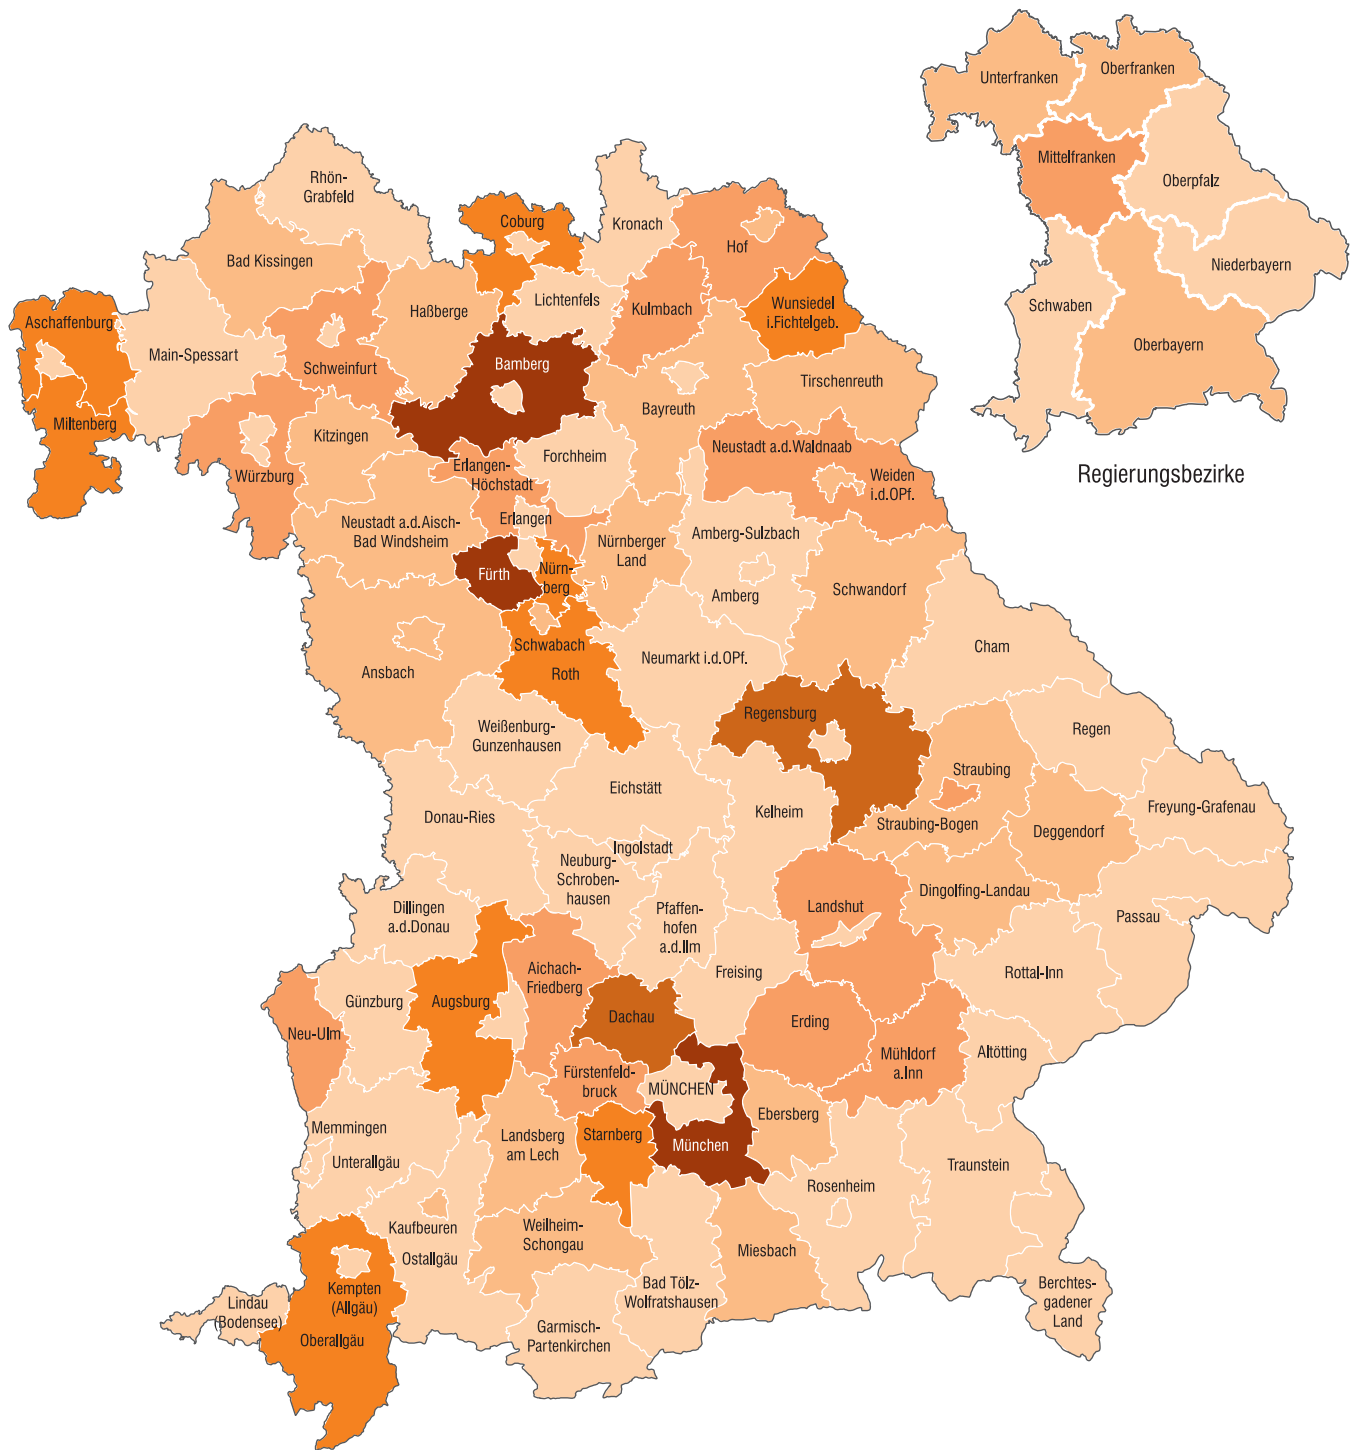 Unterfranken
Oberfranken
Mittelfranken
Oberpfalz
Niederbayern
Schwaben
Oberbayern
Regierungsbezirke
Rhön-
Grabfeld
Coburg
Kronach
Hof
Bad Kissingen
Lichtenfels
Haßberge
Kulmbach
Wunsiedel
i.Fichtelgeb.
Aschaffenburg
Main-Spessart
Schweinfurt
Bamberg
Tirschenreuth
Bayreuth
Miltenberg
Kitzingen
Forchheim
Neustadt a.d.Waldnaab
Würzburg
Erlangen-
Höchstadt
Weiden
i.d.OPf.
Erlangen
Neustadt a.d.Aisch-
Bad Windsheim
Nürnberger
Land
Amberg-Sulzbach
Fürth
Nürn-
berg
Amberg
Schwandorf
Schwabach
Roth
Ansbach
Neumarkt i.d.OPf.
Cham
Regensburg
Weißenburg-
Gunzenhausen
Regen
Straubing
Eichstätt
Kelheim
Donau-Ries
Straubing-Bogen
Deggendorf
Freyung-Grafenau
Ingolstadt
Neuburg-
Schroben-
hausen
Dingolfing-Landau
Dillingen
a.d.Donau
Pfaffen-
hofen
a.d.Ilm
Landshut
Passau
Freising
Rottal-Inn
Aichach-
Friedberg
Günzburg
Augsburg
Dachau
Erding
Neu-Ulm
Mühldorf
a.Inn
Altötting
Fürstenfeld-
bruck
MÜNCHEN
Ebersberg
Memmingen
Unterallgäu
Landsberg
am Lech
Starnberg
München
Traunstein
Rosenheim
Kaufbeuren
Ostallgäu
Weilheim-
Schongau
Miesbach
Bad Tölz-
Wolfratshausen
Kempten
(Allgäu)
Oberallgäu
Lindau
(Bodensee)
Garmisch-
Partenkirchen
Berchtes-
gadener
Land